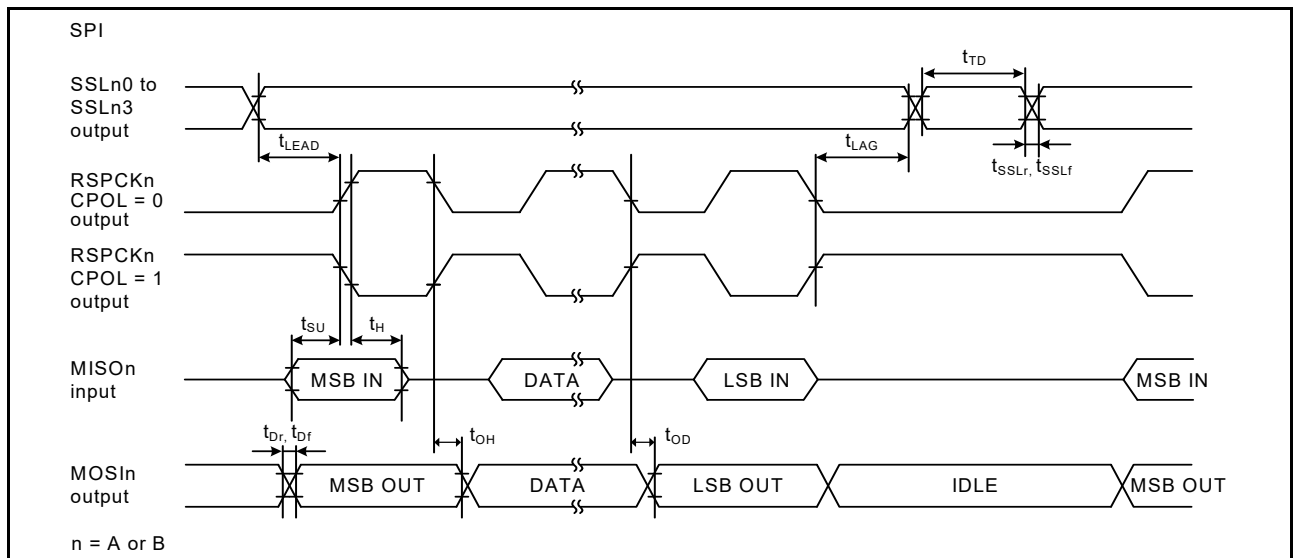 SPI
tTD
SSLn0 to
SSLn3
output
tLEAD
tLAG
tSSLr, tSSLf
RSPCKn
CPOL = 0
output
RSPCKn
CPOL = 1
output
tSU
tH
MISOn
input
MSB IN
DATA
LSB IN
MSB IN
tDr, tDf
tOH
tOD
MOSIn
output
MSB OUT
DATA
LSB OUT
IDLE
MSB OUT
n = A or B